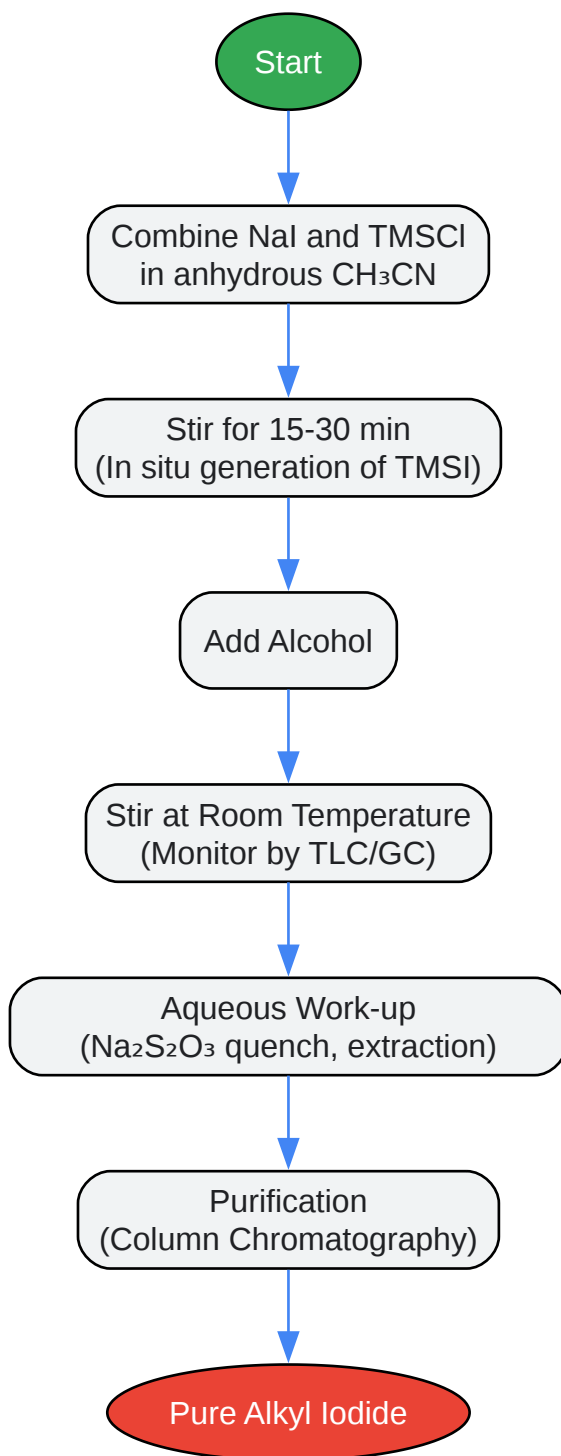 Start
Combine NaI and TMSCl
in anhydrous CH₃CN
Stir for 15-30 min
(In situ generation of TMSI)
Add Alcohol
Stir at Room Temperature
(Monitor by TLC/GC)
Aqueous Work-up
(Na₂S₂O₃ quench, extraction)
Purification
(Column Chromatography)
Pure Alkyl Iodide